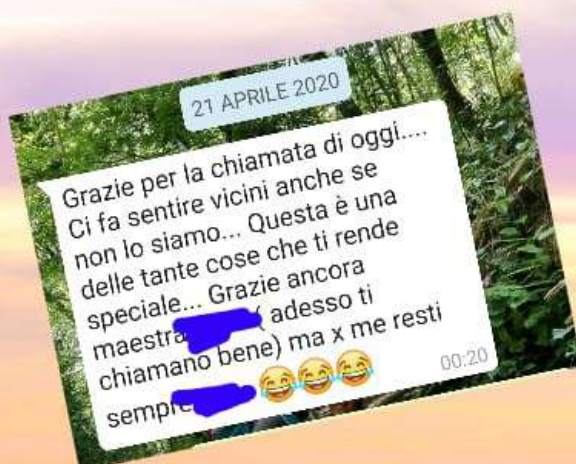 21 APRILE 2020
Grazie per la chiamata di oggi....
Ci fa sentire vicini anche se
non lo siamo... Questa è una
delle tante cose che ti rende
speciale... Grazie ancora
maestra ( adesso ti
chiamano bene) ma x me resti
sempre 😂😂😂
00:20